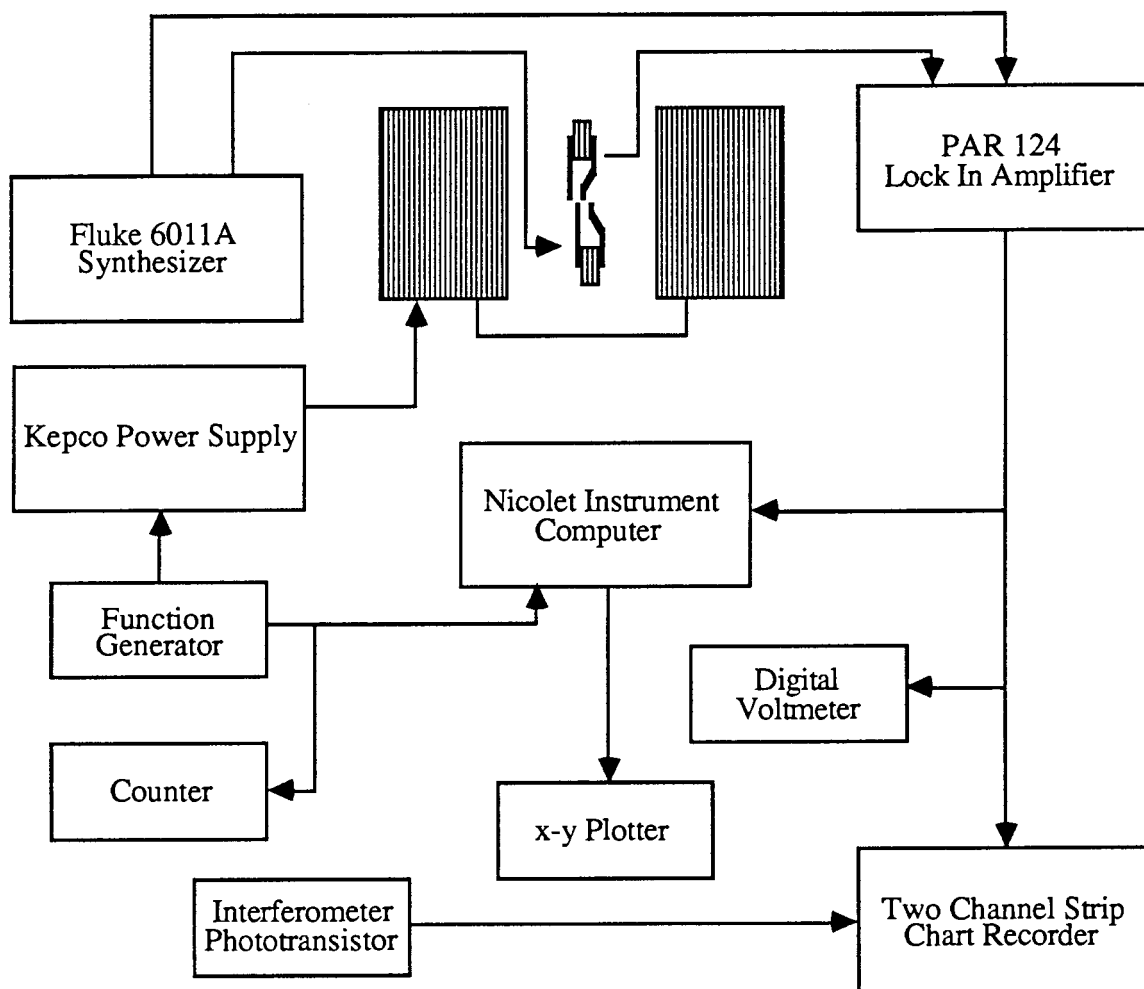 PAR 124
Lock In Amplifier
Fluke 6011A
Synthesizer
Kepco Power Supply
Nicolet Instrument
Computer
Function
Generator
Digital
Voltmeter
Counter
x-y Plotter
Interferometer
Phototransistor
Two Channel Strip
Chart Recorder